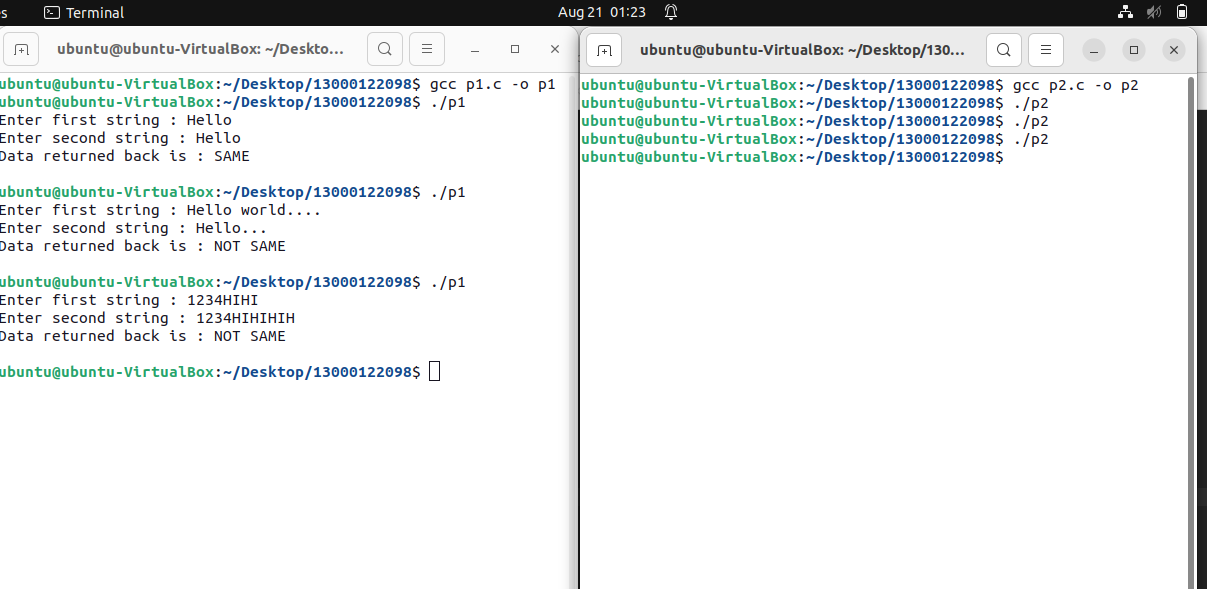 s Terminal Aug 21 01:23
ubuntu@ubuntu-VirtualBox: ~/Deskto...
ubuntu@ubuntu-VirtualBox:~/Desktop/13000122098$ gcc p1.c -o p1
ubuntu@ubuntu-VirtualBox:~/Desktop/13000122098$ ./p1
Enter first string : Hello
Enter second string : Hello
Data returned back is : SAME
ubuntu@ubuntu-VirtualBox:~/Desktop/13000122098$ ./p1
Enter first string : Hello world....
Enter second string : Hello...
Data returned back is : NOT SAME
ubuntu@ubuntu-VirtualBox:~/Desktop/13000122098$ ./p1
Enter first string : 1234HIHI
Enter second string : 1234HIHIHIH
Data returned back is : NOT SAME
ubuntu@ubuntu-VirtualBox:~/Desktop/13000122098$
ubuntu@ubuntu-VirtualBox: ~/Desktop/130...
ubuntu@ubuntu-VirtualBox:~/Desktop/13000122098$ gcc p2.c -o p2
ubuntu@ubuntu-VirtualBox:~/Desktop/13000122098$ ./p2
ubuntu@ubuntu-VirtualBox:~/Desktop/13000122098$ ./p2
ubuntu@ubuntu-VirtualBox:~/Desktop/13000122098$ ./p2
ubuntu@ubuntu-VirtualBox:~/Desktop/13000122098$